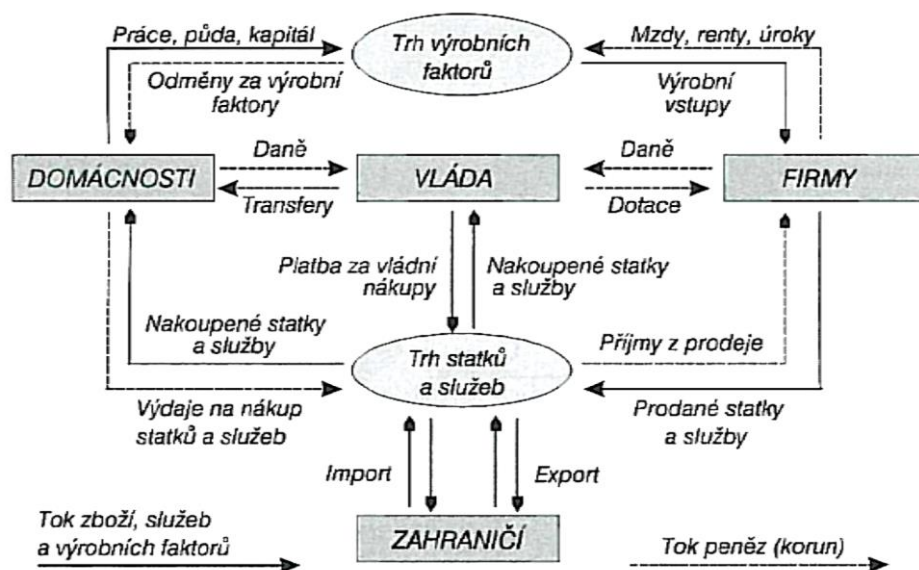 Práce, půda, kapitál
Trh výrobních
faktorů
Mzdy, renty, úroky
Odměny za výrobní
faktory
Výrobní
vstupy
DOMÁCNOSTI
Daně
Transfery
VLÁDA
Daně
Dotace
FIRMY
Platba za vládní
nákupy
Nakoupené statky
a služby
Nakoupené statky
a služby
Trh statků
a služeb
Příjmy z prodeje
Výdaje na nákup
statků a služeb
Prodané statky
a služby
Import
Export
ZAHRANIČÍ
Tok zboží, služeb
a výrobních faktorů
Tok peněz (korun)